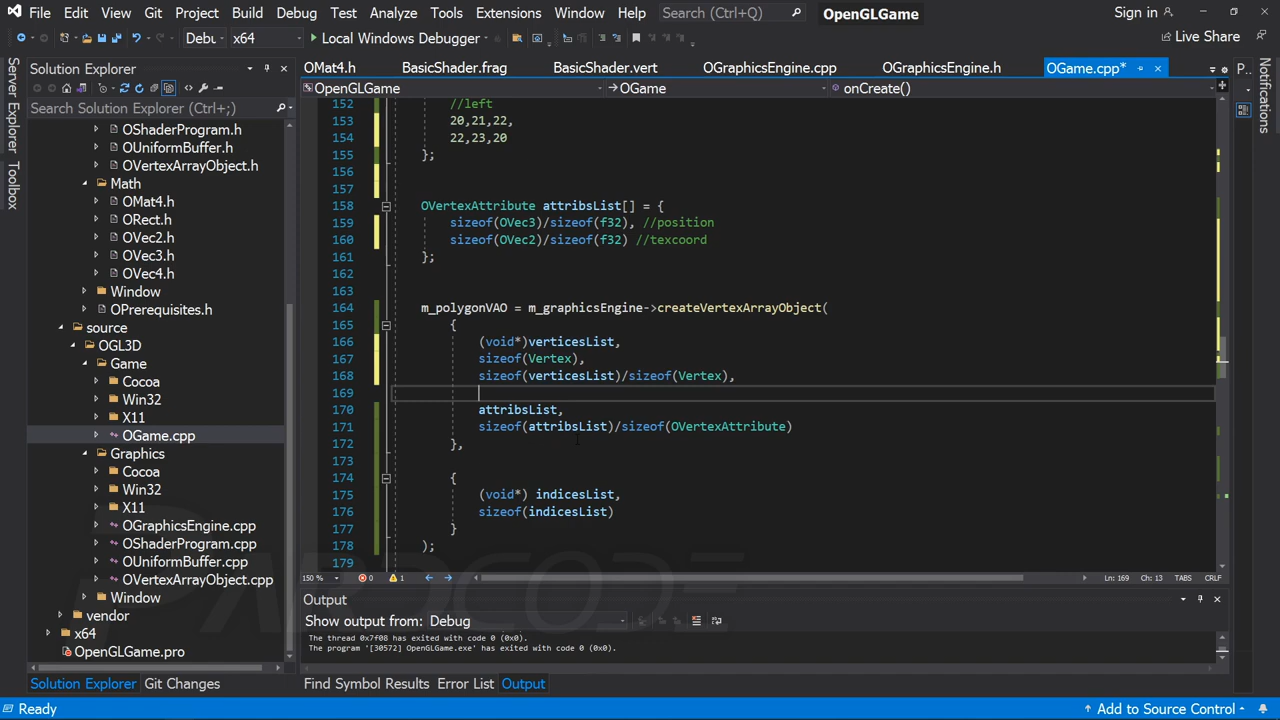 File Edit View Git Project Build Debug Test Analyze Tools Extensions Window Help Search (Ctrl+Q) OpenGLGame Sign in
x64 Local Windows Debugger Live Share
Server Explorer
Toolbox
Solution Explorer
Search Solution Explorer (Ctrl+;)
OShaderProgram.h
OUniformBuffer.h
OVertexArrayObject.h
Math
OMat4.h
ORect.h
OVec2.h
OVec3.h
OVec4.h
Window
OPrerequisites.h
source
OGL3D
Game
Cocoa
Win32
X11
OGame.cpp
Graphics
Cocoa
Win32
X11
OGraphicsEngine.cpp
OShaderProgram.cpp
OUniformBuffer.cpp
OVertexArrayObject.cpp
Window
vendor
x64
OpenGLGame.pro
Solution Explorer Git Changes
OMat4.h BasicShader.frag BasicShader.vert OGraphicsEngine.cpp OGraphicsEngine.h OGame.cpp*
OpenGLGame OGame onCreate()
152 //left
153 20,21,22,
154 22,23,20
155 };
156
157
158 OVertexAttribute attribsList[] = {
159 sizeof(OVec3)/sizeof(f32), //position
160 sizeof(OVec2)/sizeof(f32) //texcoord
161 };
162
163
164 m_polygonVAO = m_graphicsEngine->createVertexArrayObject(
165 {
166 (void*)verticesList,
167 sizeof(Vertex),
168 sizeof(verticesList)/sizeof(Vertex),
169
170 attribsList,
171 sizeof(attribsList)/sizeof(OVertexAttribute)
172 },
173
174 {
175 (void*) indicesList,
176 sizeof(indicesList)
177 }
178 );
179
150 % 0 1 Ln: 169 Ch: 13 TABS CRLF
Output
Show output from: Debug
The thread 0x7f08 has exited with code 0 (0x0).
The program '[30572] OpenGLGame.exe' has exited with code 0 (0x0).
Find Symbol Results Error List Output
P...
Notifications
PARDCODE
Ready Add to Source Control